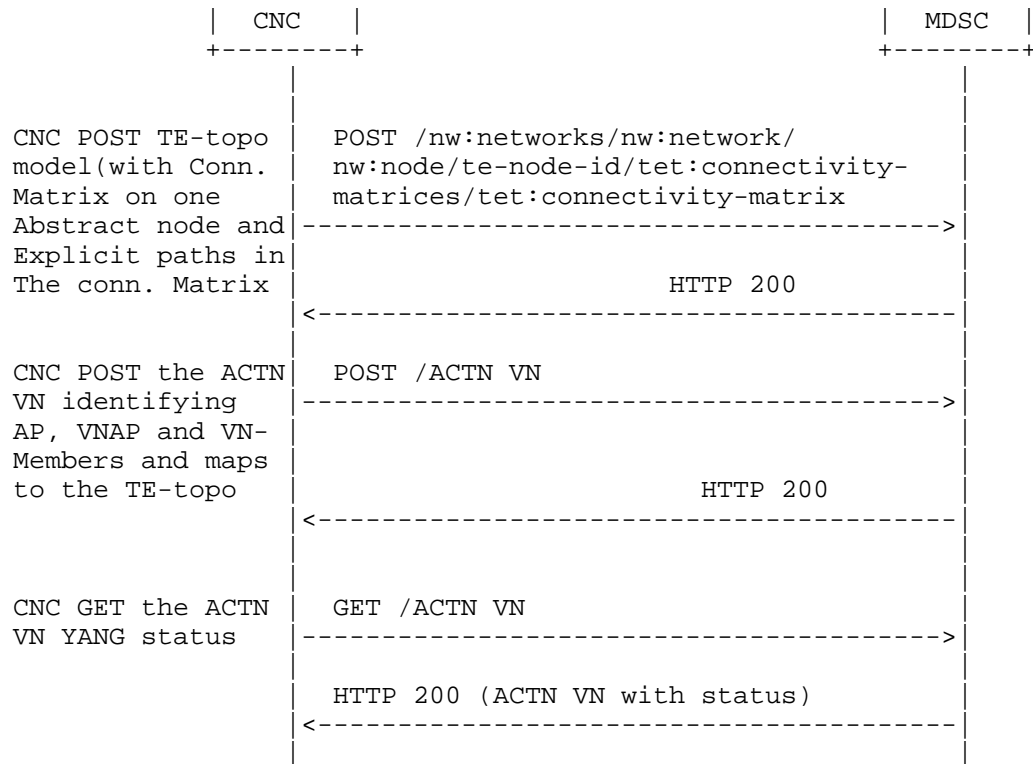 CNC MDSC
CNC POST TE-topo POST /nw:networks/nw:network/
model(with Conn. nw:node/te-node-id/tet:connectivity-
Matrix on one matrices/tet:connectivity-matrix
Abstract node and
Explicit paths in
The conn. Matrix HTTP 200
CNC POST the ACTN POST /ACTN VN
VN identifying
AP, VNAP and VN-
Members and maps
to the TE-topo HTTP 200
CNC GET the ACTN GET /ACTN VN
VN YANG status
HTTP 200 (ACTN VN with status)